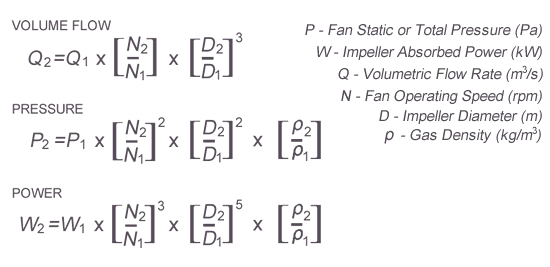 VOLUME FLOW
Q₂=Q₁ x [N₂/N₁] x [D₂/D₁]³
PRESSURE
P₂=P₁ x [N₂/N₁]² x [D₂/D₁]² x [ρ₂/ρ₁]
POWER
W₂=W₁ x [N₂/N₁]³ x [D₂/D₁]⁵ x [ρ₂/ρ₁]
P - Fan Static or Total Pressure (Pa)
W - Impeller Absorbed Power (kW)
Q - Volumetric Flow Rate (m³/s)
N - Fan Operating Speed (rpm)
D - Impeller Diameter (m)
ρ - Gas Density (kg/m³)